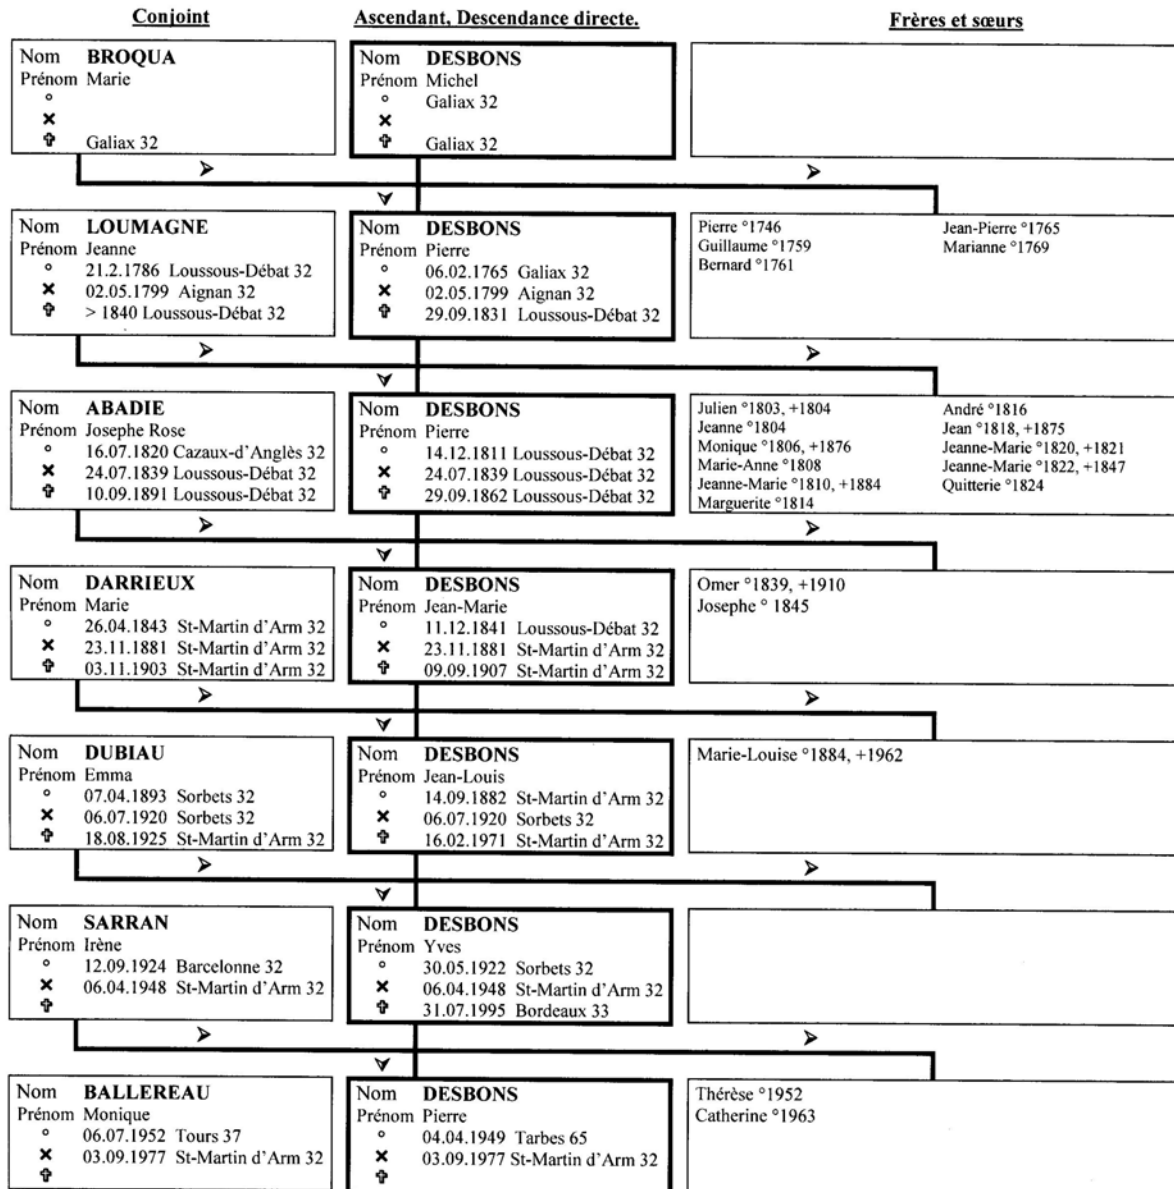 Conjoint
Ascendant, Descendance directe.
Frères et sœurs
Nom BROQUA
Prénom Marie
°
×
✞ Galiax 32
Nom DESBONS
Prénom Michel
° Galiax 32
×
✞ Galiax 32
Nom LOUMAGNE
Prénom Jeanne
° 21.2.1786 Loussous-Débat 32
× 02.05.1799 Aignan 32
✞ > 1840 Loussous-Débat 32
Nom DESBONS
Prénom Pierre
° 06.02.1765 Galiax 32
× 02.05.1799 Aignan 32
✞ 29.09.1831 Loussous-Débat 32
Pierre °1746
Guillaume °1759
Bernard °1761
Jean-Pierre °1765
Marianne °1769
Nom ABADIE
Prénom Josephe Rose
° 16.07.1820 Cazaux-d'Anglès 32
× 24.07.1839 Loussous-Débat 32
✞ 10.09.1891 Loussous-Débat 32
Nom DESBONS
Prénom Pierre
° 14.12.1811 Loussous-Débat 32
× 24.07.1839 Loussous-Débat 32
✞ 29.09.1862 Loussous-Débat 32
Julien °1803, +1804
Jeanne °1804
Monique °1806, +1876
Marie-Anne °1808
Jeanne-Marie °1810, +1884
Marguerite °1814
André °1816
Jean °1818, +1875
Jeanne-Marie °1820, +1821
Jeanne-Marie °1822, +1847
Quitterie °1824
Nom DARRIEUX
Prénom Marie
° 26.04.1843 St-Martin d'Arm 32
× 23.11.1881 St-Martin d'Arm 32
✞ 03.11.1903 St-Martin d'Arm 32
Nom DESBONS
Prénom Jean-Marie
° 11.12.1841 Loussous-Débat 32
× 23.11.1881 St-Martin d'Arm 32
✞ 09.09.1907 St-Martin d'Arm 32
Omer °1839, +1910
Josephe ° 1845
Nom DUBIAU
Prénom Emma
° 07.04.1893 Sorbets 32
× 06.07.1920 Sorbets 32
✞ 18.08.1925 St-Martin d'Arm 32
Nom DESBONS
Prénom Jean-Louis
° 14.09.1882 St-Martin d'Arm 32
× 06.07.1920 Sorbets 32
✞ 16.02.1971 St-Martin d'Arm 32
Marie-Louise °1884, +1962
Nom SARRAN
Prénom Irène
° 12.09.1924 Barcelonne 32
× 06.04.1948 St-Martin d'Arm 32
✞
Nom DESBONS
Prénom Yves
° 30.05.1922 Sorbets 32
× 06.04.1948 St-Martin d'Arm 32
✞ 31.07.1995 Bordeaux 33
Nom BALLEREAU
Prénom Monique
° 06.07.1952 Tours 37
× 03.09.1977 St-Martin d'Arm 32
✞
Nom DESBONS
Prénom Pierre
° 04.04.1949 Tarbes 65
× 03.09.1977 St-Martin d'Arm 32
✞
Thérèse °1952
Catherine °1963